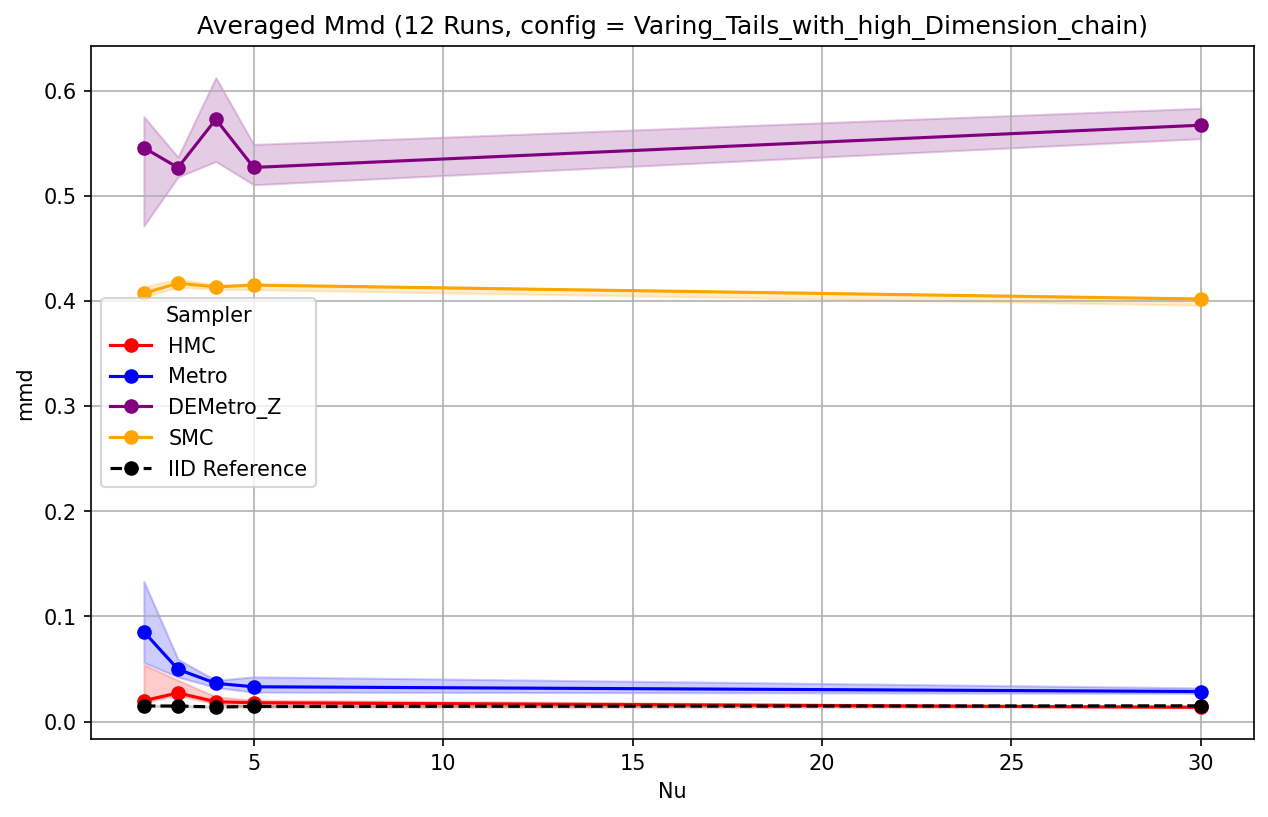 Averaged Mmd (12 Runs, config = Varing_Tails_with_high_Dimension_chain)
0.6
0.5
0.4
0.3
0.2
0.1
0.0
mmd
Sampler
HMC
Metro
DEMetro_Z
SMC
IID Reference
5
10
15
20
25
30
Nu